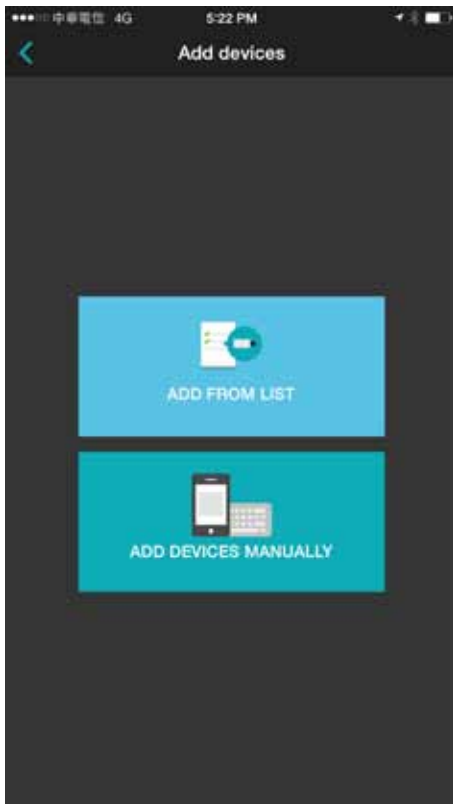 中華電信 4G 5:22 PM
Add devices
ADD FROM LIST
ADD DEVICES MANUALLY